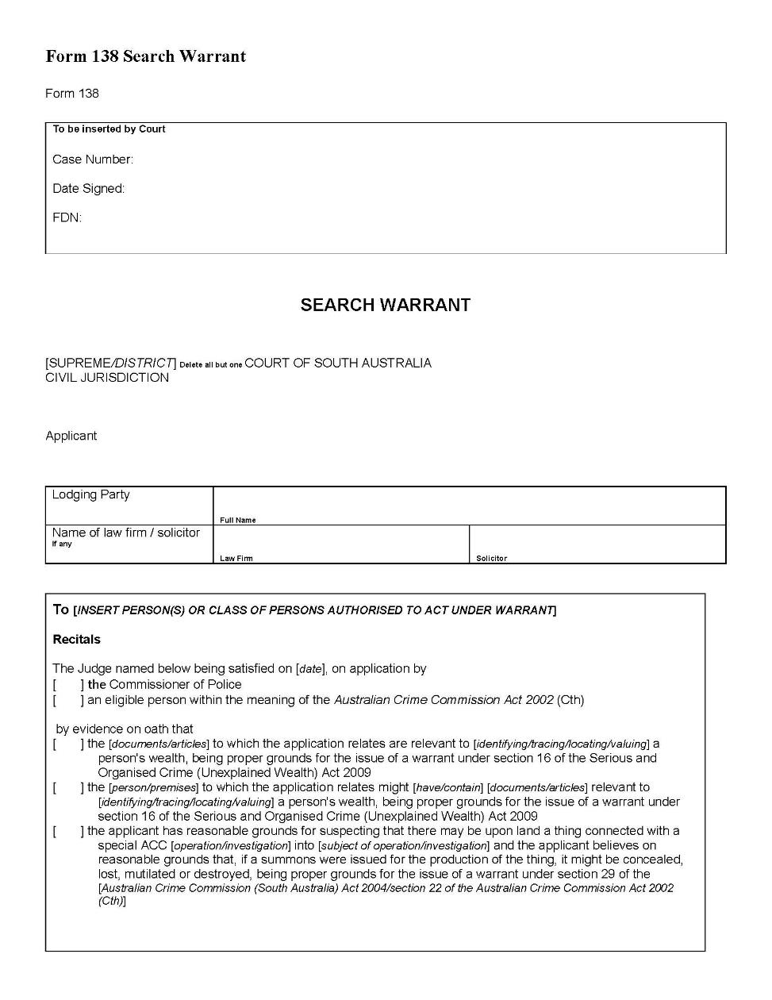 Form 138 Search Warrant
Form 138
To be inserted by Court
Case Number:
Date Signed:
FDN:
SEARCH WARRANT
[SUPREME/DISTRICT] Delete all but one COURT OF SOUTH AUSTRALIA
CIVIL JURISDICTION
Applicant
Lodging Party
Full Name
Name of law firm / solicitor
If any
Law Firm
Solicitor
To [INSERT PERSON(S) OR CLASS OF PERSONS AUTHORISED TO ACT UNDER WARRANT]
Recitals
The Judge named below being satisfied on [date], on application by
[ ] the Commissioner of Police
[ ] an eligible person within the meaning of the Australian Crime Commission Act 2002 (Cth)
by evidence on oath that
[ ] the [documents/articles] to which the application relates are relevant to [identifying/tracing/locating/valuing] a
person's wealth, being proper grounds for the issue of a warrant under section 16 of the Serious and
Organised Crime (Unexplained Wealth) Act 2009
[ ] the [person/premises] to which the application relates might [have/contain] [documents/articles] relevant to
[identifying/tracing/locating/valuing] a person's wealth, being proper grounds for the issue of a warrant under
section 16 of the Serious and Organised Crime (Unexplained Wealth) Act 2009
[ ] the applicant has reasonable grounds for suspecting that there may be upon land a thing connected with a
special ACC [operation/investigation] into [subject of operation/investigation] and the applicant believes on
reasonable grounds that, if a summons were issued for the production of the thing, it might be concealed,
lost, mutilated or destroyed, being proper grounds for the issue of a warrant under section 29 of the
[Australian Crime Commission (South Australia) Act 2004/section 22 of the Australian Crime Commission Act 2002
(Cth)]